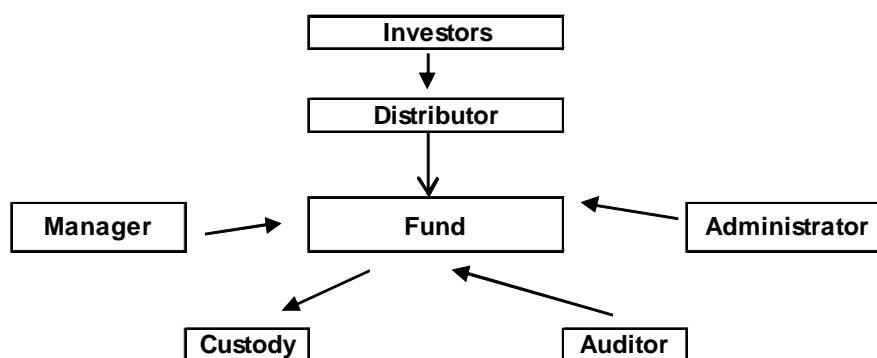 Investors
Distributor
Manager
Fund
Administrator
Custody
Auditor